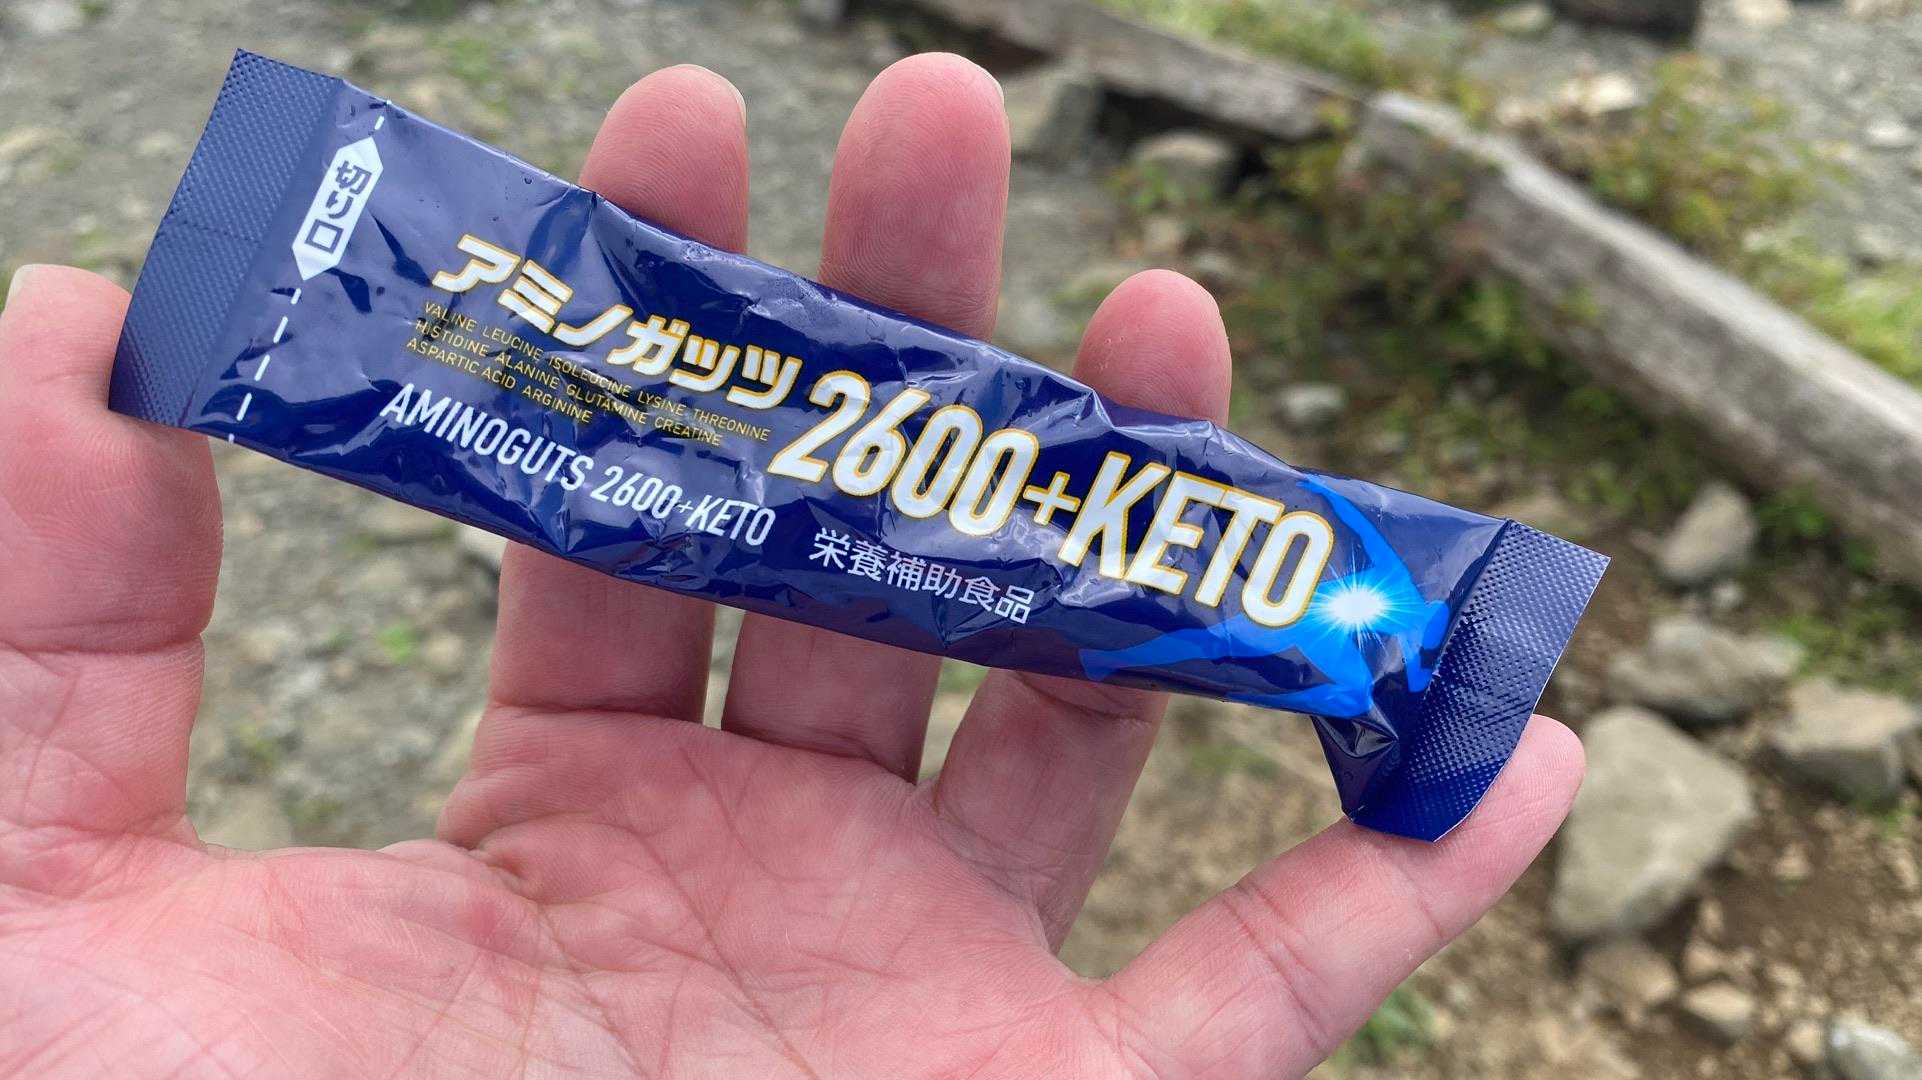 切り口
アミノガッツ 2600+KETO
VALINE LEUCINE ISOLEUCINE LYSINE THREONINE
HISTIDINE ALANINE GLUTAMINE CREATINE
ASPARTIC ACID ARGININE
AMINOGUTS 2600+KETO
栄養補助食品